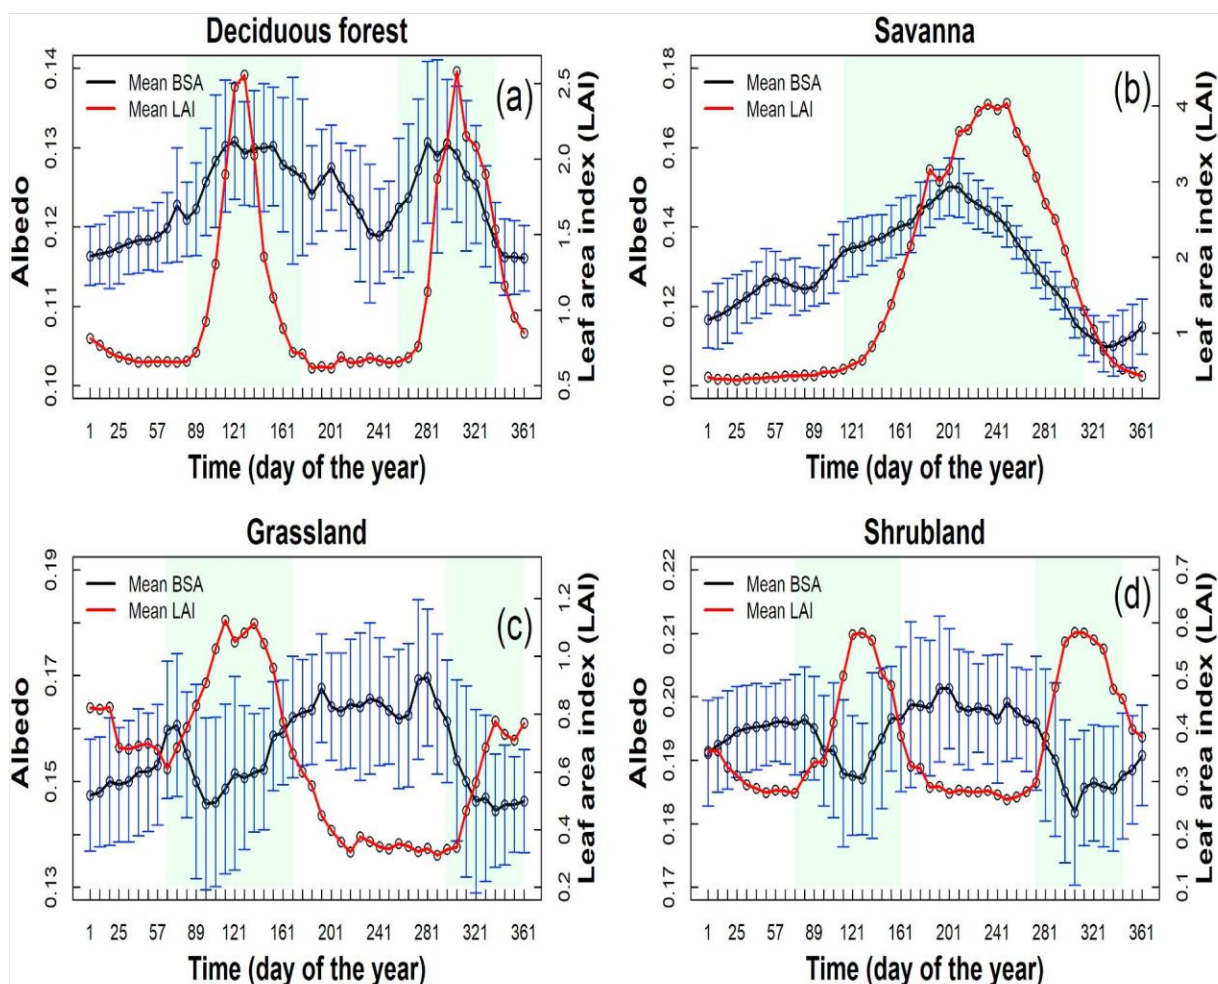 Deciduous forest
Mean BSA
Mean LAI
(a)
Albedo
0.10 0.11 0.12 0.13 0.14
Leaf area index (LAI)
0.5 1.0 1.5 2.0 2.5
1 25 57 89 121 161 201 241 281 321 361
Time (day of the year)
Savanna
Mean BSA
Mean LAI
(b)
Albedo
0.10 0.12 0.14 0.16 0.18
Leaf area index (LAI)
1 2 3 4
1 25 57 89 121 161 201 241 281 321 361
Time (day of the year)
Grassland
Mean BSA
Mean LAI
(c)
Albedo
0.13 0.15 0.17 0.19
Leaf area index (LAI)
0.2 0.4 0.6 0.8 1.0 1.2
1 25 57 89 121 161 201 241 281 321 361
Time (day of the year)
Shrubland
Mean BSA
Mean LAI
(d)
Albedo
0.17 0.18 0.19 0.20 0.21 0.22
Leaf area index (LAI)
0.1 0.2 0.3 0.4 0.5 0.6 0.7
1 25 57 89 121 161 201 241 281 321 361
Time (day of the year)